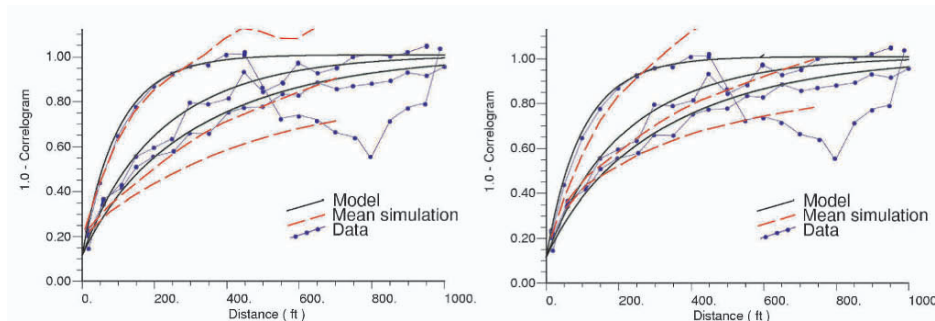 1.0 - Correlogram
1.00
0.80
0.60
0.40
0.20
0.00
0.
200.
400.
600.
800.
1000.
Distance ( ft )
Model
Mean simulation
Data
1.0 - Correlogram
1.00
0.80
0.60
0.40
0.20
0.00
0.
200.
400.
600.
800.
1000.
Distance ( ft )
Model
Mean simulation
Data